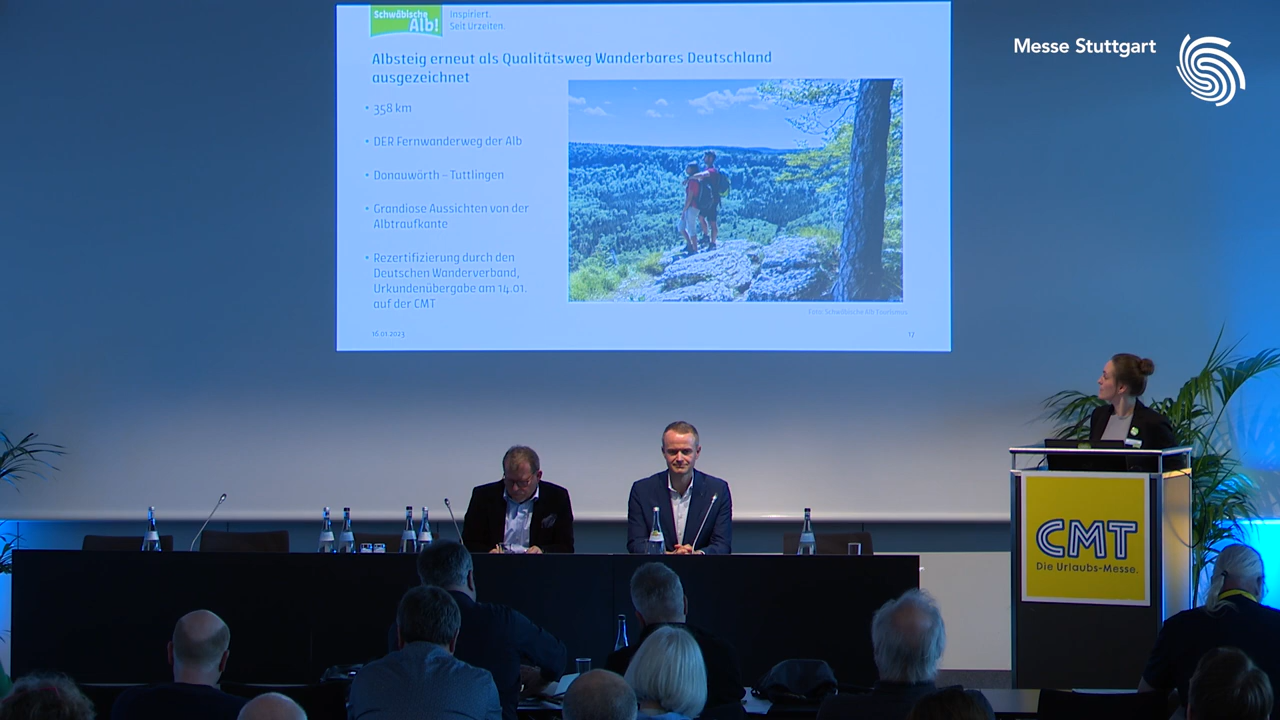 Schwäbische
Alb!
Inspiriert.
Seit Urzeiten.
Messe Stuttgart
Albsteig erneut als Qualitätsweg Wanderbares Deutschland
ausgezeichnet
• 358 km
• DER Fernwanderweg der Alb
• Donauwörth – Tuttlingen
• Grandiose Aussichten von der
Albtraufkante
• Rezertifizierung durch den
Deutschen Wanderverband,
Urkundenübergabe am 14.01.
auf der CMT
Foto: Schwäbische Alb Tourismus
16.01.2023
17
CMT
Die Urlaubs-Messe.